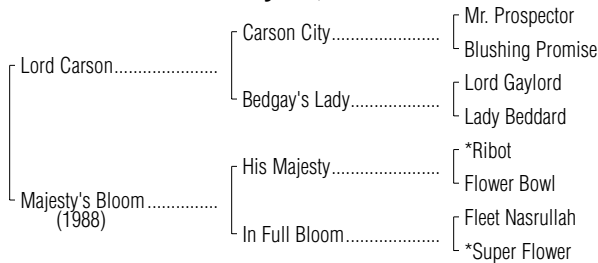 Mr. Prospector
Carson City.....................
Blushing Promise
Lord Carson.....................
Lord Gaylord
Bedgay's Lady..................
Lady Beddard
*Ribot
His Majesty.....................
Flower Bowl
Majesty's Bloom..............
(1988)
Fleet Nasrullah
In Full Bloom..................
*Super Flower